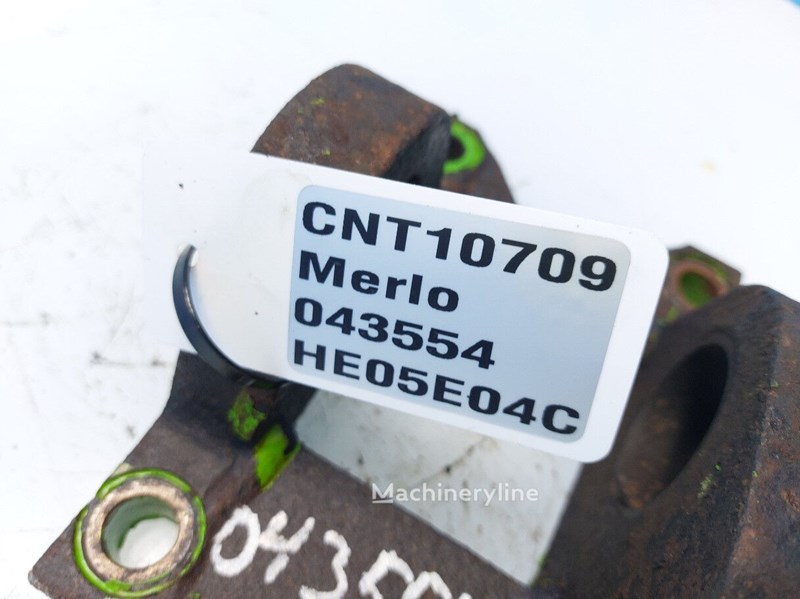 CNT10709
Merlo
043554
HE05E04C
Machineryline